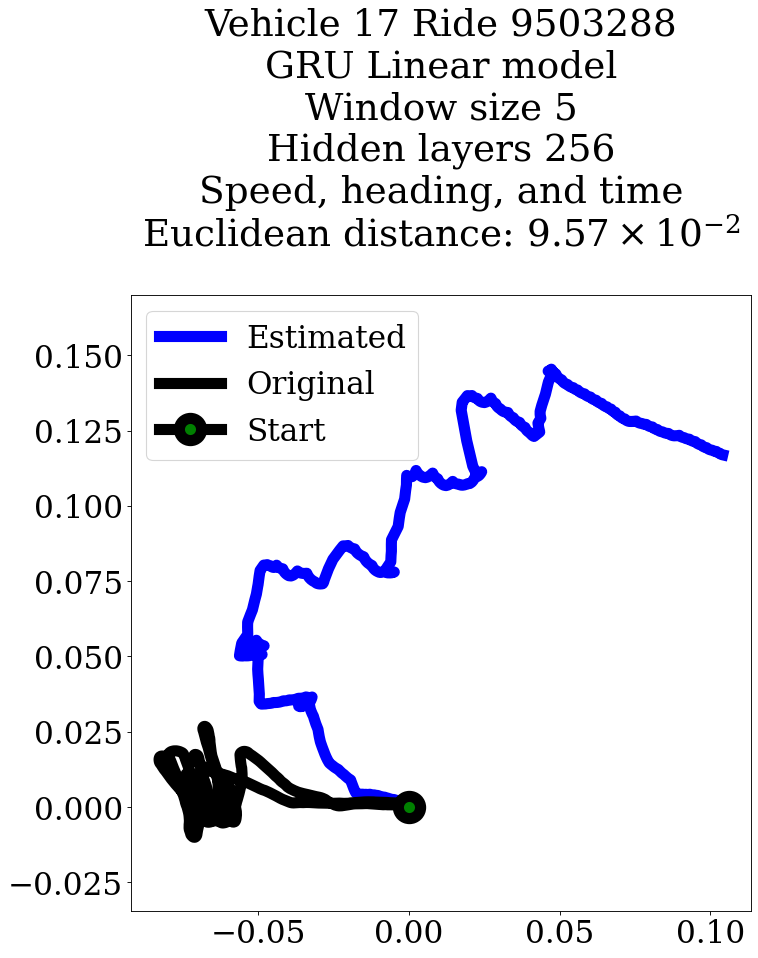 Vehicle 17 Ride 9503288
GRU Linear model
Window size 5
Hidden layers 256
Speed, heading, and time
Euclidean distance: 9.57 × 10⁻²
Estimated
Original
Start
0.150
0.125
0.100
0.075
0.050
0.025
0.000
−0.025
−0.05 0.00 0.05 0.10